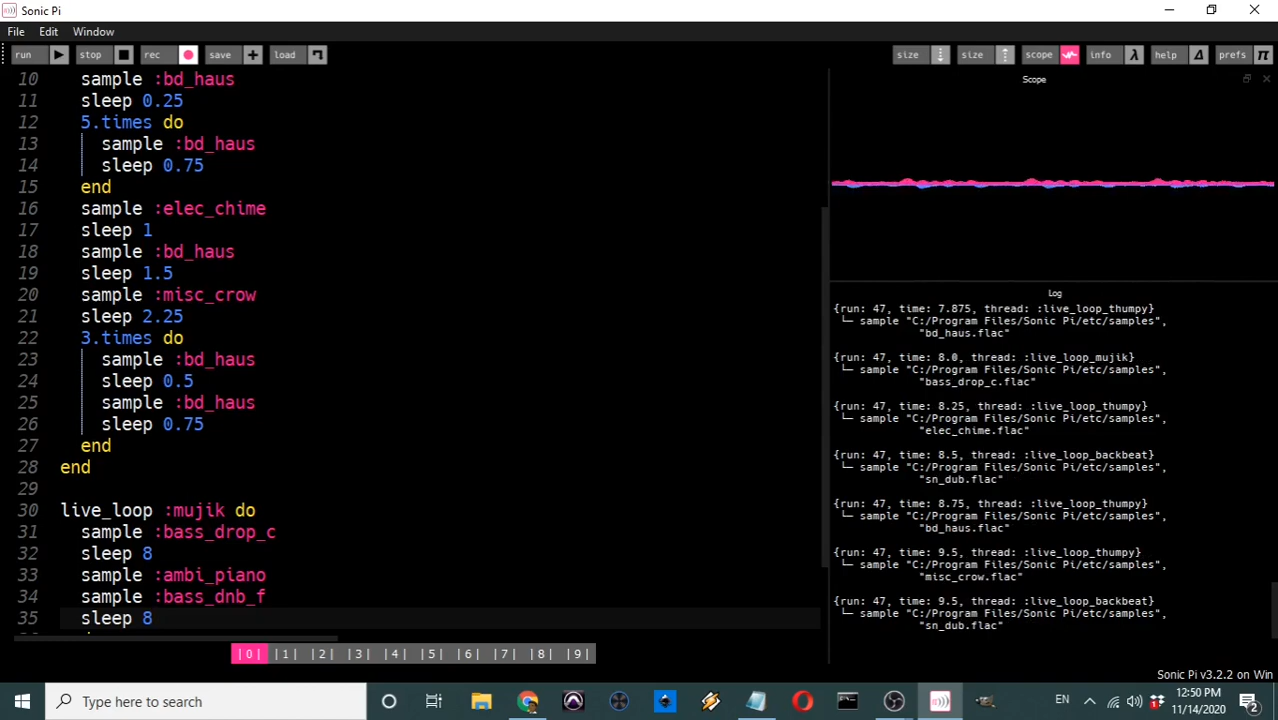 Sonic Pi
File Edit Window
run stop rec save load size size scope info λ help prefs π
10 sample :bd_haus
11 sleep 0.25
12 5.times do
13 sample :bd_haus
14 sleep 0.75
15 end
16 sample :elec_chime
17 sleep 1
18 sample :bd_haus
19 sleep 1.5
20 sample :misc_crow
21 sleep 2.25
22 3.times do
23 sample :bd_haus
24 sleep 0.5
25 sample :bd_haus
26 sleep 0.75
27 end
28 end
29
30 live_loop :mujik do
31 sample :bass_drop_c
32 sleep 8
33 sample :ambi_piano
34 sample :bass_dnb_f
35 sleep 8
|0| |1| |2| |3| |4| |5| |6| |7| |8| |9|
Scope
Log
{run: 47, time: 7.875, thread: :live_loop_thumpy}
└─ sample "C:/Program Files/Sonic Pi/etc/samples",
"bd_haus.flac"
{run: 47, time: 8.0, thread: :live_loop_mujik}
└─ sample "C:/Program Files/Sonic Pi/etc/samples",
"bass_drop_c.flac"
{run: 47, time: 8.25, thread: :live_loop_thumpy}
└─ sample "C:/Program Files/Sonic Pi/etc/samples",
"elec_chime.flac"
{run: 47, time: 8.5, thread: :live_loop_backbeat}
└─ sample "C:/Program Files/Sonic Pi/etc/samples",
"sn_dub.flac"
{run: 47, time: 8.75, thread: :live_loop_thumpy}
└─ sample "C:/Program Files/Sonic Pi/etc/samples",
"bd_haus.flac"
{run: 47, time: 9.5, thread: :live_loop_thumpy}
└─ sample "C:/Program Files/Sonic Pi/etc/samples",
"misc_crow.flac"
{run: 47, time: 9.5, thread: :live_loop_backbeat}
└─ sample "C:/Program Files/Sonic Pi/etc/samples",
"sn_dub.flac"
Sonic Pi v3.2.2 on Win
Type here to search
EN
12:50 PM
11/14/2020
2